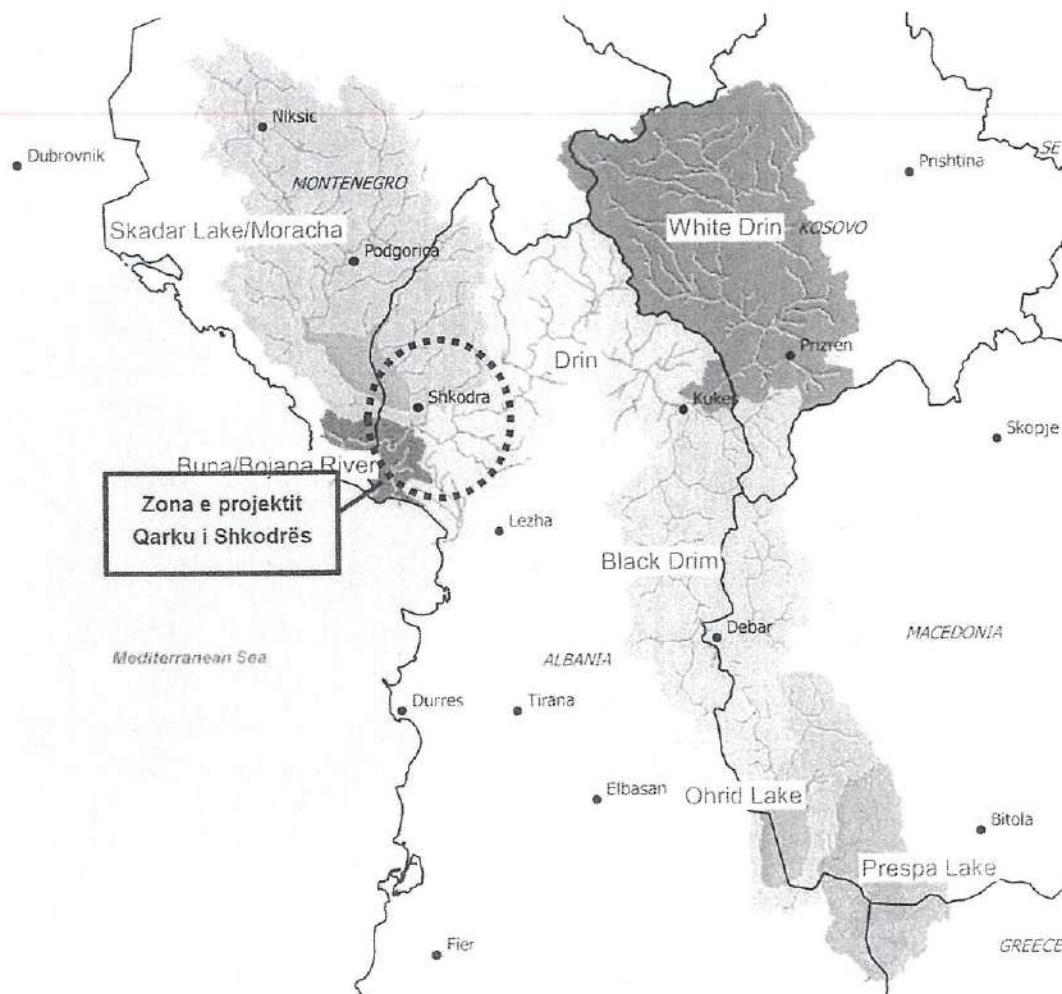 Niksic
Dubrovnik
SE
Prishtina
MONTENEGRO
Skadar Lake/Moracha
White Drin
KOSOVO
Podgorica
Drin
Prizren
Shkodra
Kukes
Skopje
Buna/Bojana River
Zona e projektit
Qarku i Shkodrës
Lezha
Black Drim
Debar
MACEDONIA
Mediterranean Sea
ALBANIA
Durres
Tirana
Elbasan
Ohrid Lake
Bitola
Prespa Lake
Fier
GREECE